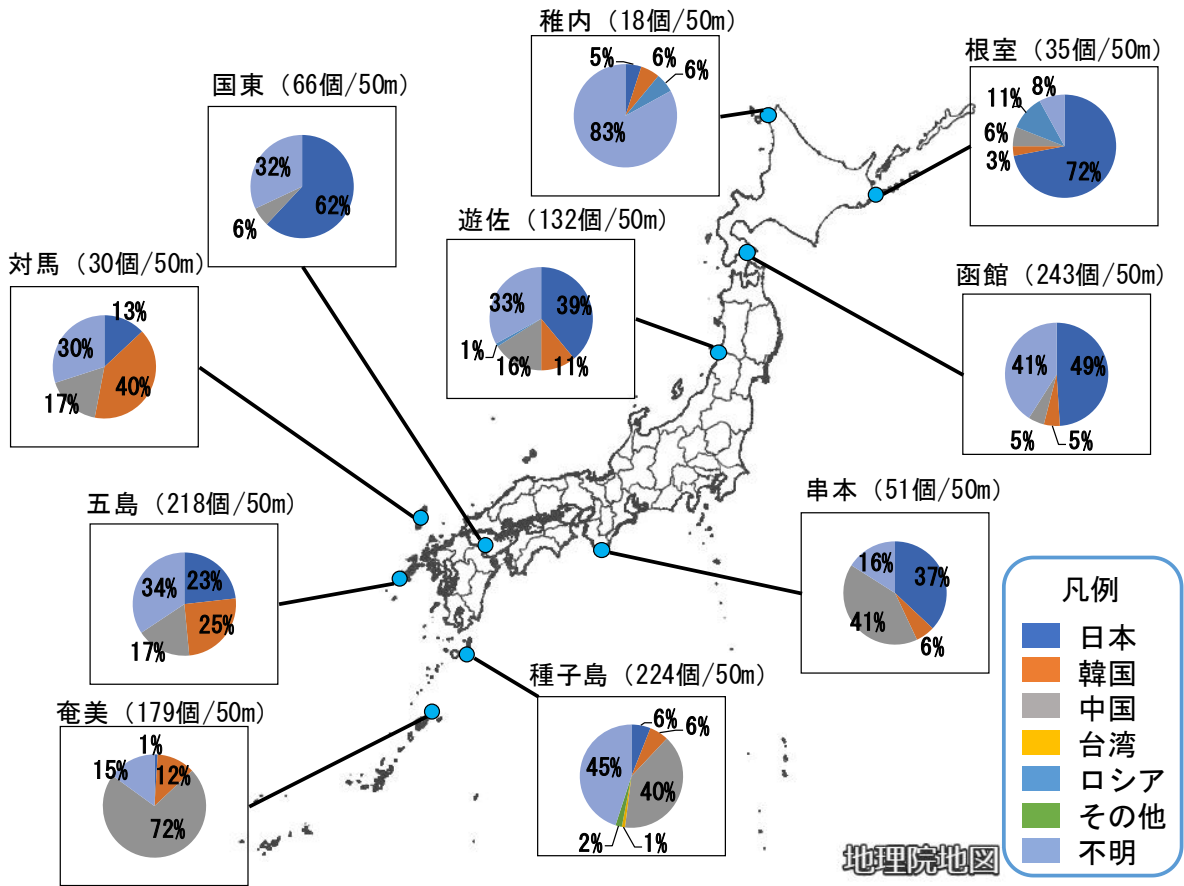 稚内（18個/50m）
5%
6%
6%
83%
根室（35個/50m）
8%
11%
6%
3%
72%
国東（66個/50m）
32%
62%
6%
遊佐（132個/50m）
33%
39%
1%
16%
11%
対馬（30個/50m）
13%
30%
40%
17%
函館（243個/50m）
41%
49%
5%
5%
五島（218個/50m）
34%
23%
25%
17%
串本（51個/50m）
16%
37%
41%
6%
奄美（179個/50m）
1%
15%
12%
72%
種子島（224個/50m）
6%
6%
45%
40%
2%
1%
凡例
日本
韓国
中国
台湾
ロシア
その他
不明
地理院地図